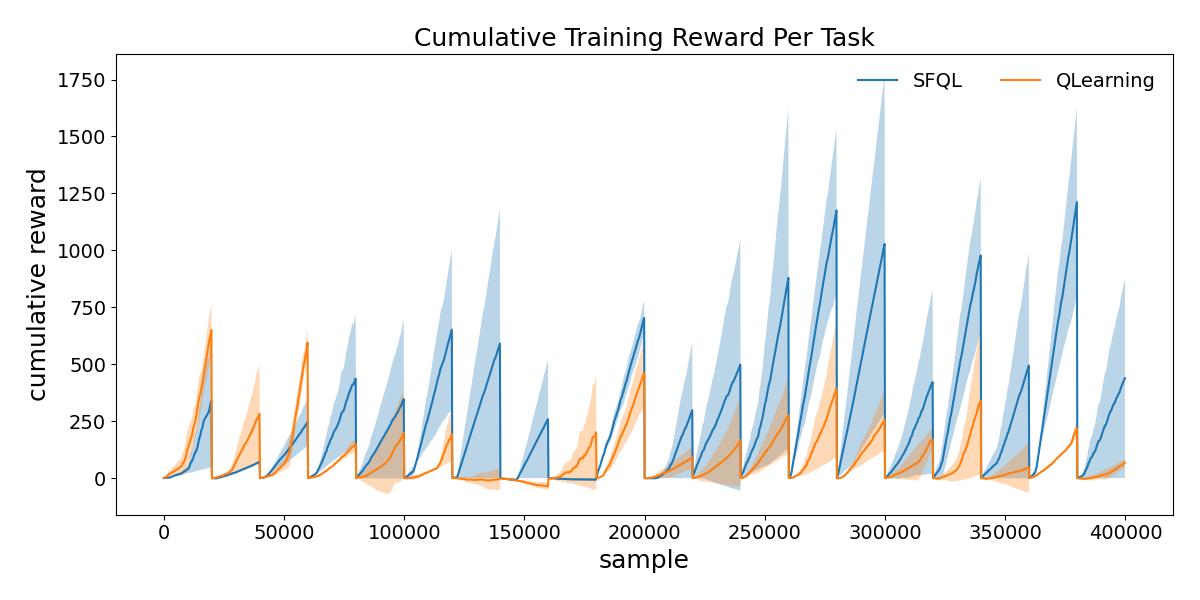 Cumulative Training Reward Per Task
SFQL
QLearning
cumulative reward
1750
1500
1250
1000
750
500
250
0
0 50000 100000 150000 200000 250000 300000 350000 400000
sample